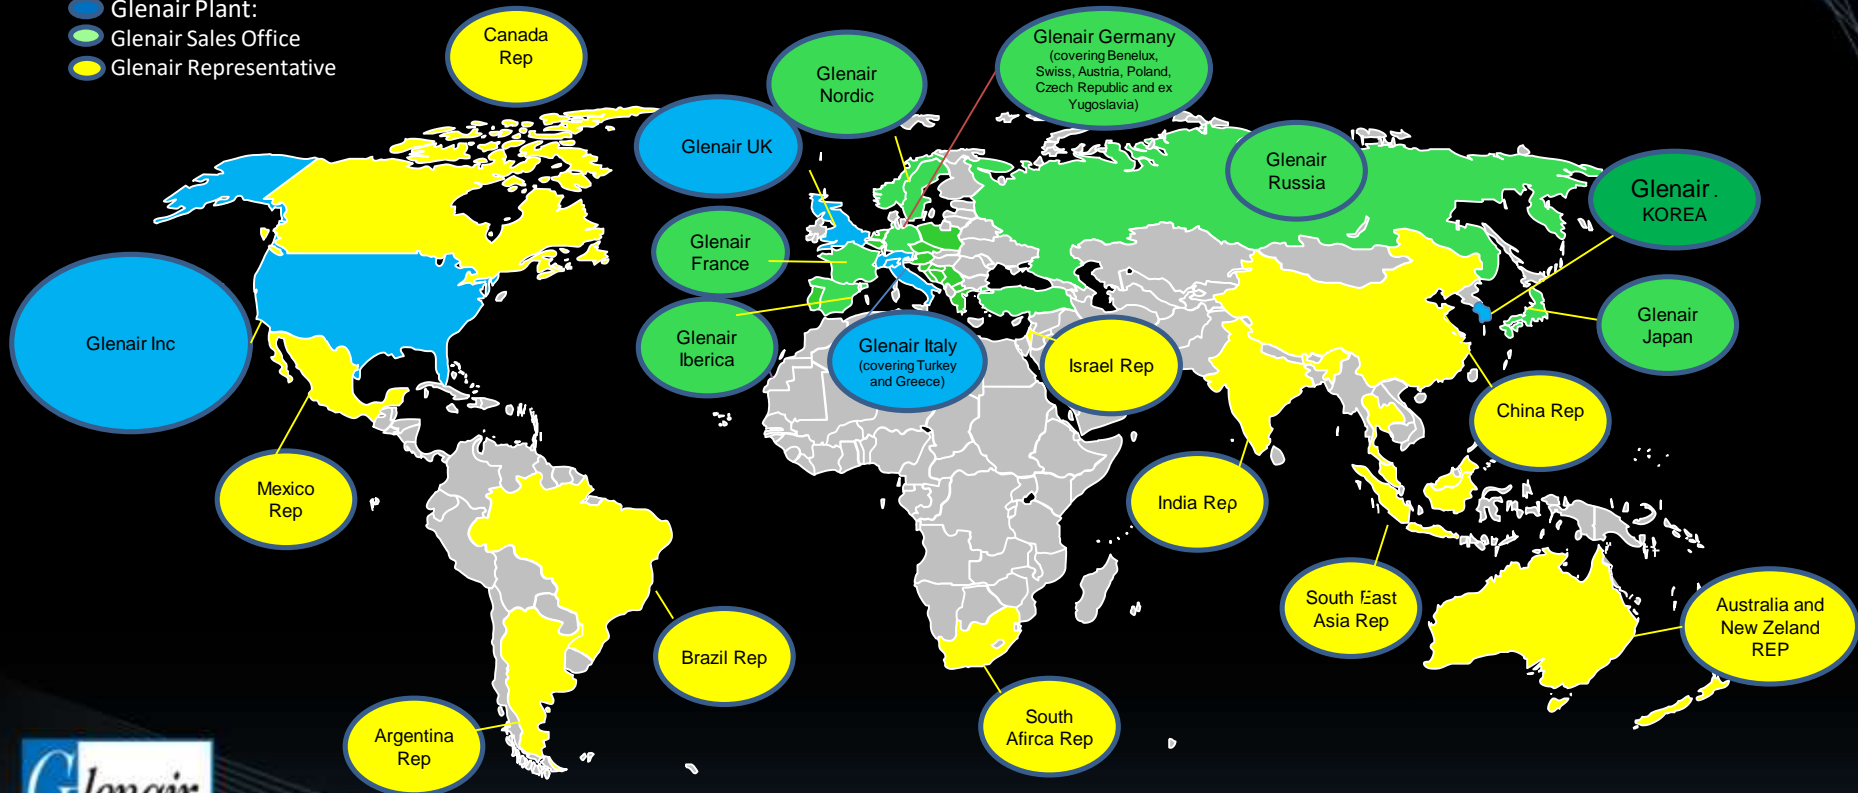 Glenair Plant:
Glenair Sales Office
Glenair Representative
Canada
Rep
Glenair
Nordic
Glenair Germany
(covering Benelux,
Swiss, Austria, Poland,
Czech Republic and ex
Yugoslavia)
Glenair UK
Glenair
Russia
Glenair .
KOREA
Glenair
France
Glenair Inc
Glenair
Iberica
Glenair Italy
(covering Turkey
and Greece)
Israel Rep
Glenair
Japan
China Rep
Mexico
Rep
India Rep
South East
Asia Rep
Australia and
New Zeland
REP
Brazil Rep
Argentina
Rep
South
Afirca Rep
Glenair